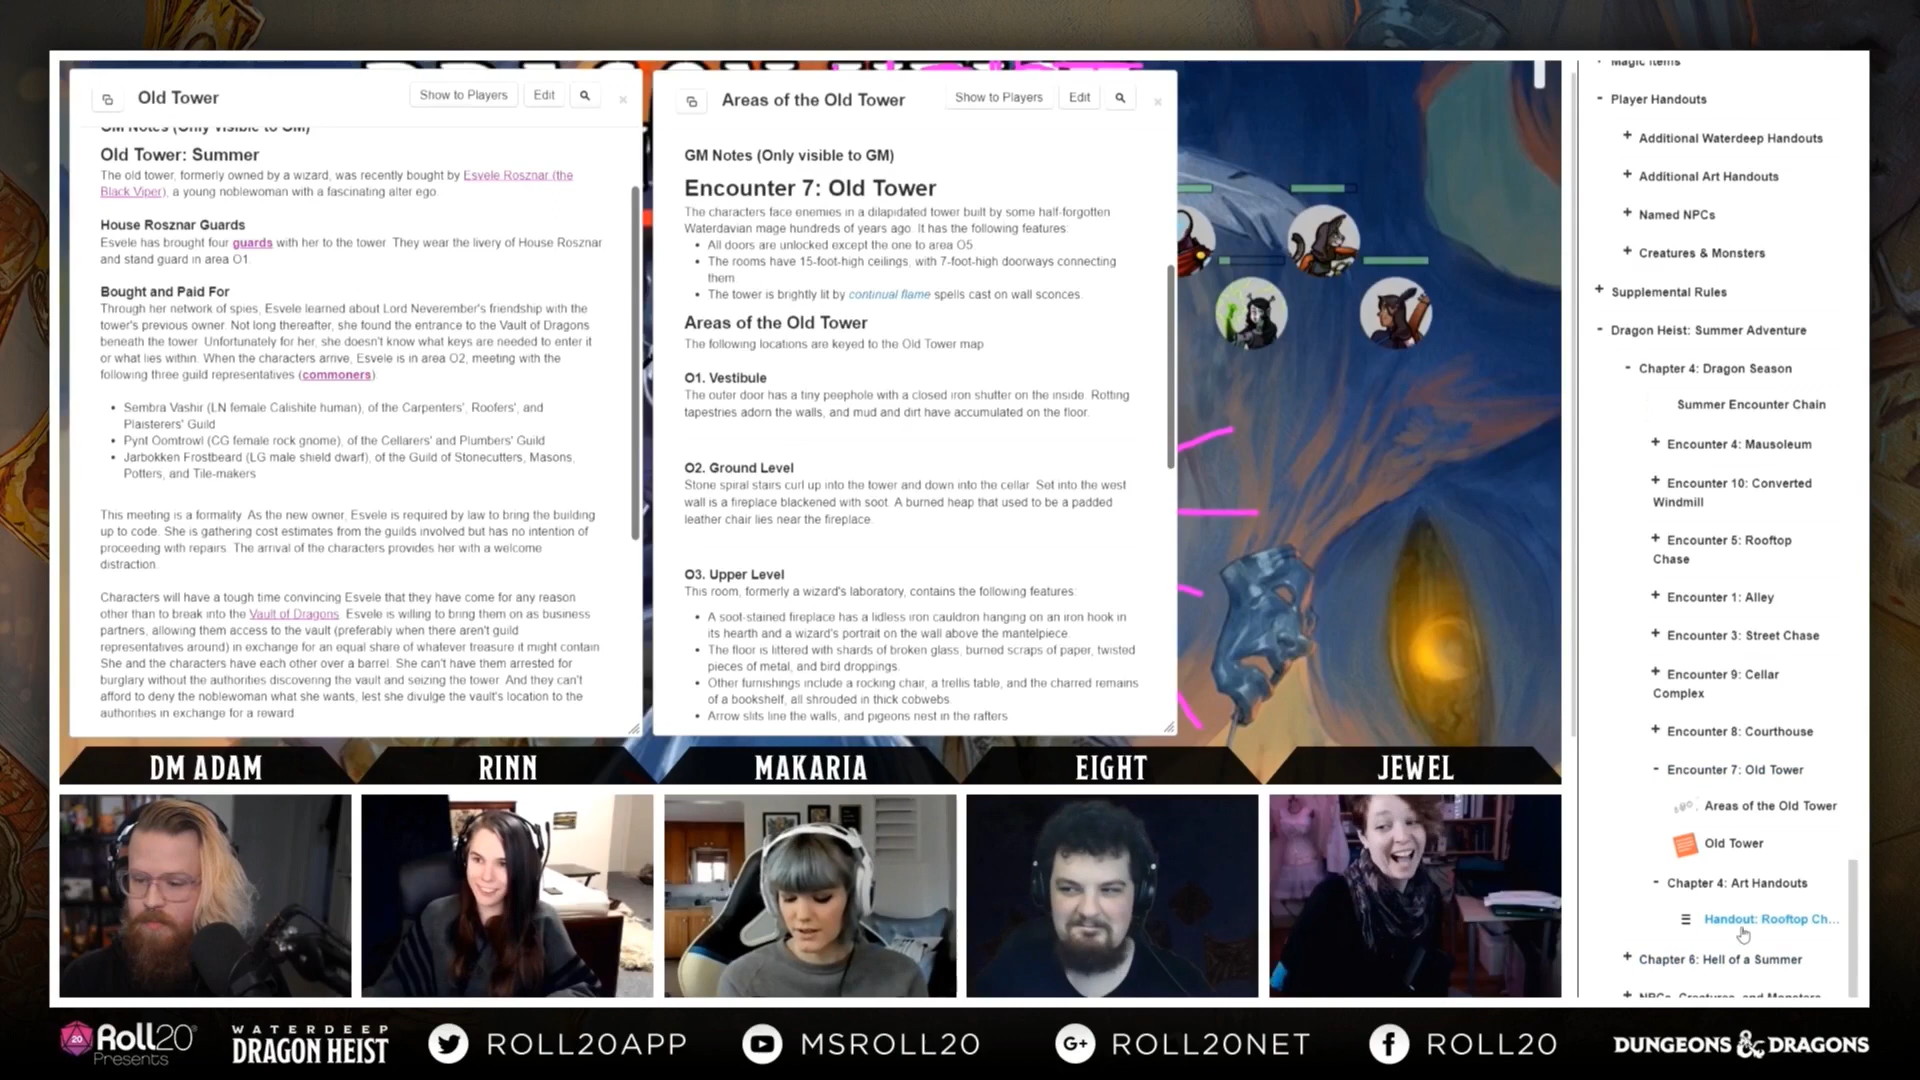 Old Tower
Show to Players
Edit
GM Notes (Only visible to GM)
Old Tower: Summer
The old tower, formerly owned by a wizard, was recently bought by Esvele Rosznar (the
Black Viper), a young noblewoman with a fascinating alter ego.
House Rosznar Guards
Esvele has brought four guards with her to the tower. They wear the livery of House Rosznar
and stand guard in area O1.
Bought and Paid For
Through her network of spies, Esvele learned about Lord Neverember's friendship with the
tower's previous owner. Not long thereafter, she found the entrance to the Vault of Dragons
beneath the tower. Unfortunately for her, she doesn't know what keys are needed to enter it
or what lies within. When the characters arrive, Esvele is in area O2, meeting with the
following three guild representatives (commoners):
• Sembra Vashir (LN female Calishite human), of the Carpenters', Roofers', and
Plaisterers' Guild
• Pynt Oomtrowl (CG female rock gnome), of the Cellarers' and Plumbers' Guild
• Jarbokken Frostbeard (LG male shield dwarf), of the Guild of Stonecutters, Masons,
Potters, and Tile-makers
This meeting is a formality. As the new owner, Esvele is required by law to bring the building
up to code. She is gathering cost estimates from the guilds involved but has no intention of
proceeding with repairs. The arrival of the characters provides her with a welcome
distraction.
Characters will have a tough time convincing Esvele that they have come for any reason
other than to break into the Vault of Dragons. Esvele is willing to bring them on as business
partners, allowing them access to the vault (preferably when there aren't guild
representatives around) in exchange for an equal share of whatever treasure it might contain.
She and the characters have each other over a barrel. She can't have them arrested for
burglary without the authorities discovering the vault and seizing the tower. And they can't
afford to deny the noblewoman what she wants, lest she divulge the vault's location to the
authorities in exchange for a reward.
Areas of the Old Tower
Show to Players
Edit
GM Notes (Only visible to GM)
Encounter 7: Old Tower
The characters face enemies in a dilapidated tower built by some half-forgotten
Waterdavian mage hundreds of years ago. It has the following features:
• All doors are unlocked except the one to area O5.
• The rooms have 15-foot-high ceilings, with 7-foot-high doorways connecting
them.
• The tower is brightly lit by continual flame spells cast on wall sconces.
Areas of the Old Tower
The following locations are keyed to the Old Tower map.
O1. Vestibule
The outer door has a tiny peephole with a closed iron shutter on the inside. Rotting
tapestries adorn the walls, and mud and dirt have accumulated on the floor.
O2. Ground Level
Stone spiral stairs curl up into the tower and down into the cellar. Set into the west
wall is a fireplace blackened with soot. A burned heap that used to be a padded
leather chair lies near the fireplace.
O3. Upper Level
This room, formerly a wizard's laboratory, contains the following features:
• A soot-stained fireplace has a lidless iron cauldron hanging on an iron hook in
its hearth and a wizard's portrait on the wall above the mantelpiece.
• The floor is littered with shards of broken glass, burned scraps of paper, twisted
pieces of metal, and bird droppings.
• Other furnishings include a rocking chair, a trellis table, and the charred remains
of a bookshelf, all shrouded in thick cobwebs.
• Arrow slits line the walls, and pigeons nest in the rafters.
Magic Items
- Player Handouts
+ Additional Waterdeep Handouts
+ Additional Art Handouts
+ Named NPCs
+ Creatures & Monsters
+ Supplemental Rules
- Dragon Heist: Summer Adventure
- Chapter 4: Dragon Season
Summer Encounter Chain
+ Encounter 4: Mausoleum
+ Encounter 10: Converted
Windmill
+ Encounter 5: Rooftop
Chase
+ Encounter 1: Alley
+ Encounter 3: Street Chase
+ Encounter 9: Cellar
Complex
+ Encounter 8: Courthouse
- Encounter 7: Old Tower
Areas of the Old Tower
Old Tower
- Chapter 4: Art Handouts
Handout: Rooftop Ch...
+ Chapter 6: Hell of a Summer
+ NPCs, Creatures, and Monsters
DM ADAM
RINN
MAKARIA
EIGHT
JEWEL
20
Roll20®
Presents
WATERDEEP
DRAGON HEIST
ROLL20APP
MSROLL20
G+ ROLL20NET
f ROLL20
DUNGEONS & DRAGONS